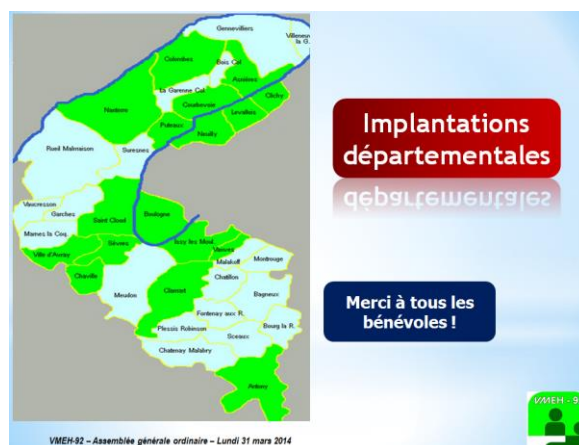 Gennevilliers
Villeneuve
la G.
Colombes
Bois Col.
Asnières
La Garenne Col.
Clichy
Nanterre
Courbevoie
Levallois
Puteaux
Neuilly
Rueil Malmaison
Suresnes
Vaucresson
Garches
Saint Cloud
Boulogne
Marnes la Coq.
Sèvres
Issy les Moul.
Ville d'Avray
Vanves
Malakoff
Montrouge
Chaville
Chatillon
Meudon
Clamart
Bagneux
Fontenay aux R.
Plessis Robinson
Bourg la R.
Sceaux
Chatenay Malabry
Antony
Implantations
départementales
Merci à tous les
bénévoles !
VMEH-92 – Assemblée générale ordinaire – Lundi 31 mars 2014
VMEH - 9